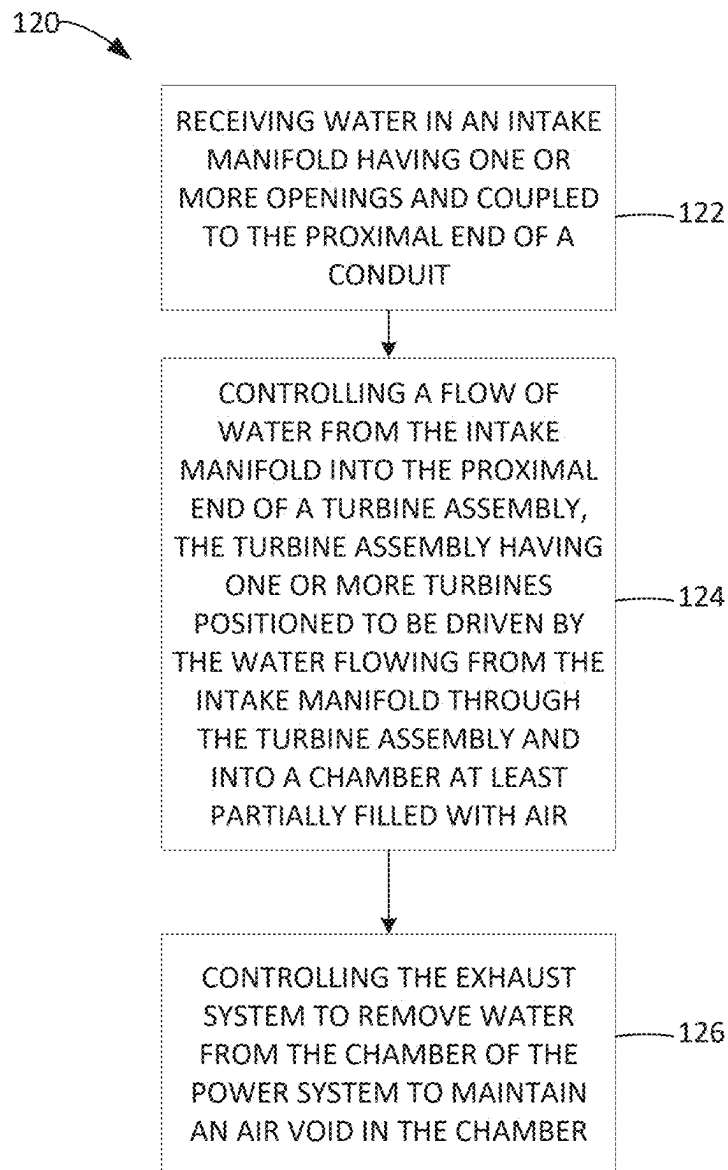 120
RECEIVING WATER IN AN INTAKE
MANIFOLD HAVING ONE OR
MORE OPENINGS AND COUPLED
TO THE PROXIMAL END OF A
CONDUIT
122
CONTROLLING A FLOW OF
WATER FROM THE INTAKE
MANIFOLD INTO THE PROXIMAL
END OF A TURBINE ASSEMBLY,
THE TURBINE ASSEMBLY HAVING
ONE OR MORE TURBINES
POSITIONED TO BE DRIVEN BY
THE WATER FLOWING FROM THE
INTAKE MANIFOLD THROUGH
THE TURBINE ASSEMBLY AND
INTO A CHAMBER AT LEAST
PARTIALLY FILLED WITH AIR
124
CONTROLLING THE EXHAUST
SYSTEM TO REMOVE WATER
FROM THE CHAMBER OF THE
POWER SYSTEM TO MAINTAIN
AN AIR VOID IN THE CHAMBER
126